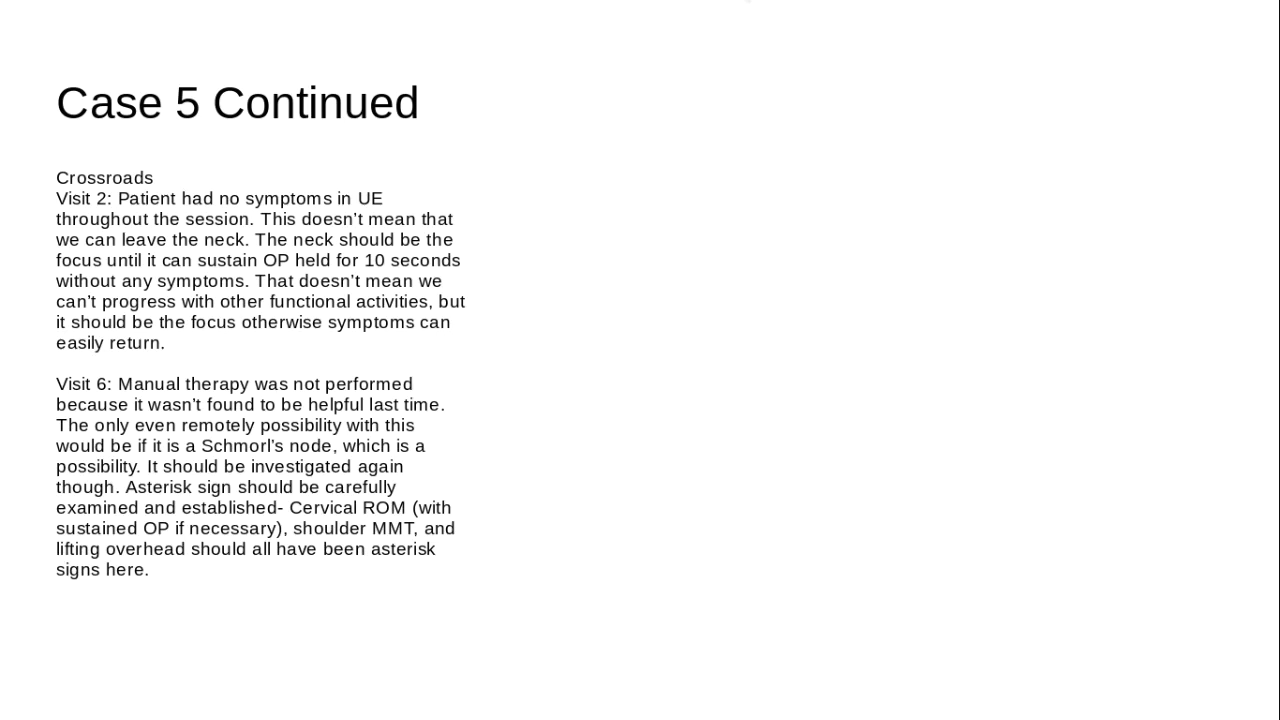 Case 5 Continued
Crossroads
Visit 2: Patient had no symptoms in UE
throughout the session. This doesn't mean that
we can leave the neck. The neck should be the
focus until it can sustain OP held for 10 seconds
without any symptoms. That doesn't mean we
can't progress with other functional activities, but
it should be the focus otherwise symptoms can
easily return.
Visit 6: Manual therapy was not performed
because it wasn't found to be helpful last time.
The only even remotely possibility with this
would be if it is a Schmorl's node, which is a
possibility. It should be investigated again
though. Asterisk sign should be carefully
examined and established- Cervical ROM (with
sustained OP if necessary), shoulder MMT, and
lifting overhead should all have been asterisk
signs here.